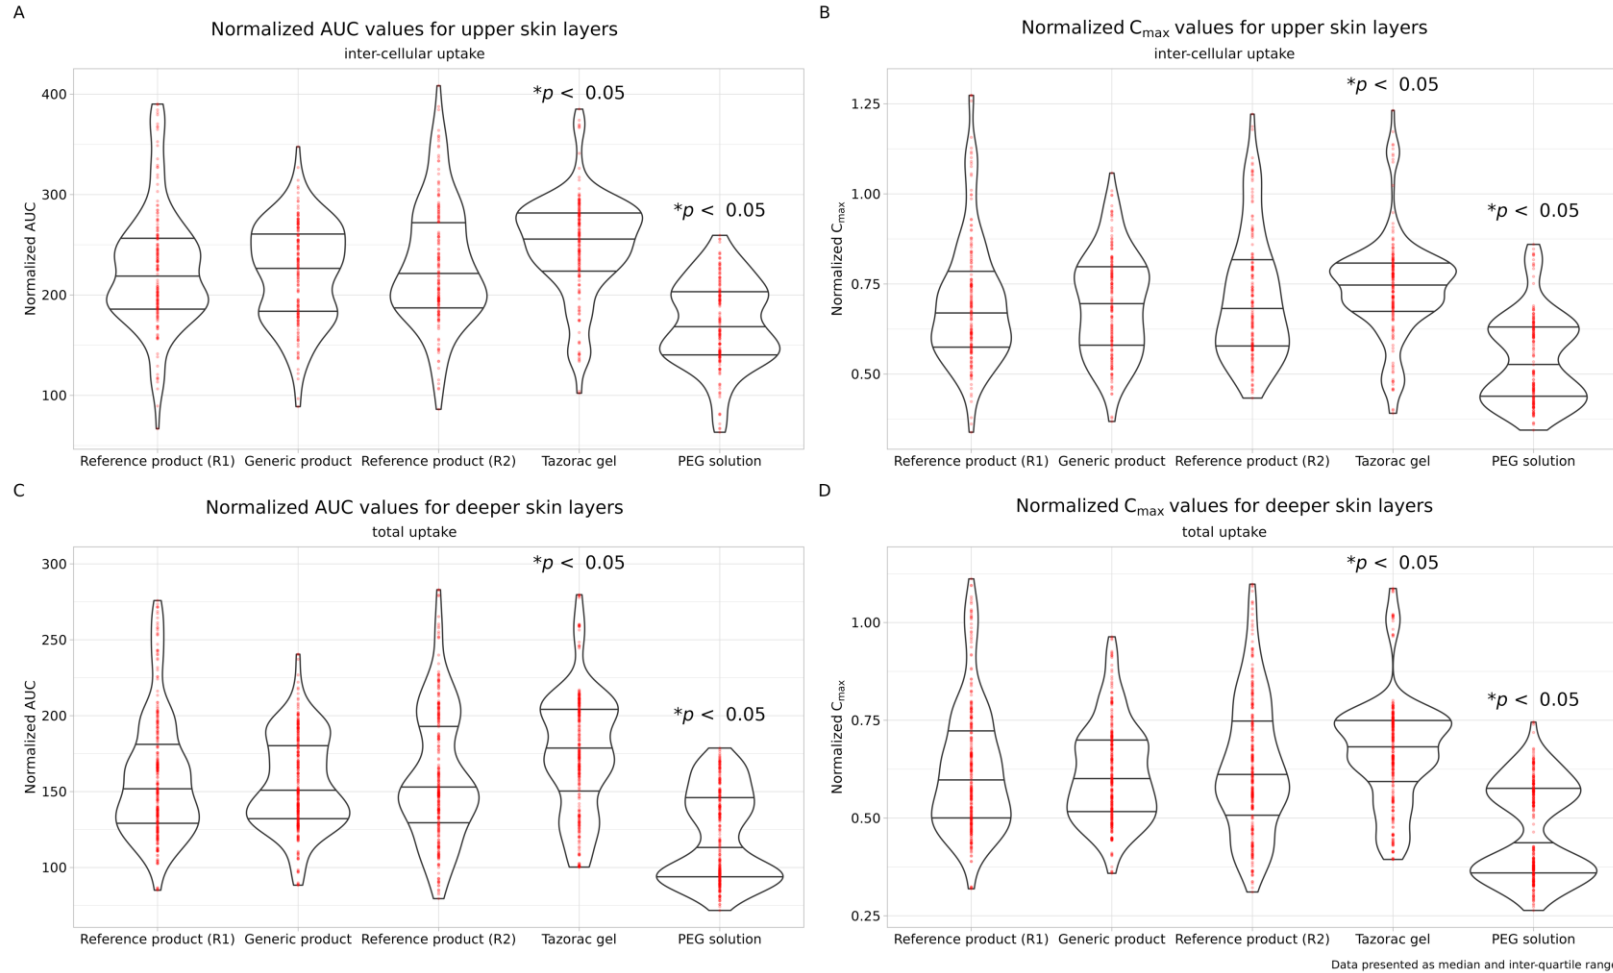 A
Normalized AUC values for upper skin layers
inter-cellular uptake
400
300
200
100
Normalized AUC
*p < 0.05
*p < 0.05
Reference product (R1) Generic product Reference product (R2) Tazorac gel PEG solution
B
Normalized Cmax values for upper skin layers
inter-cellular uptake
1.25
1.00
0.75
0.50
Normalized Cmax
*p < 0.05
*p < 0.05
Reference product (R1) Generic product Reference product (R2) Tazorac gel PEG solution
C
Normalized AUC values for deeper skin layers
total uptake
300
250
200
150
100
Normalized AUC
*p < 0.05
*p < 0.05
Reference product (R1) Generic product Reference product (R2) Tazorac gel PEG solution
D
Normalized Cmax values for deeper skin layers
total uptake
1.00
0.75
0.50
0.25
Normalized Cmax
*p < 0.05
*p < 0.05
Reference product (R1) Generic product Reference product (R2) Tazorac gel PEG solution
Data presented as median and inter-quartile range